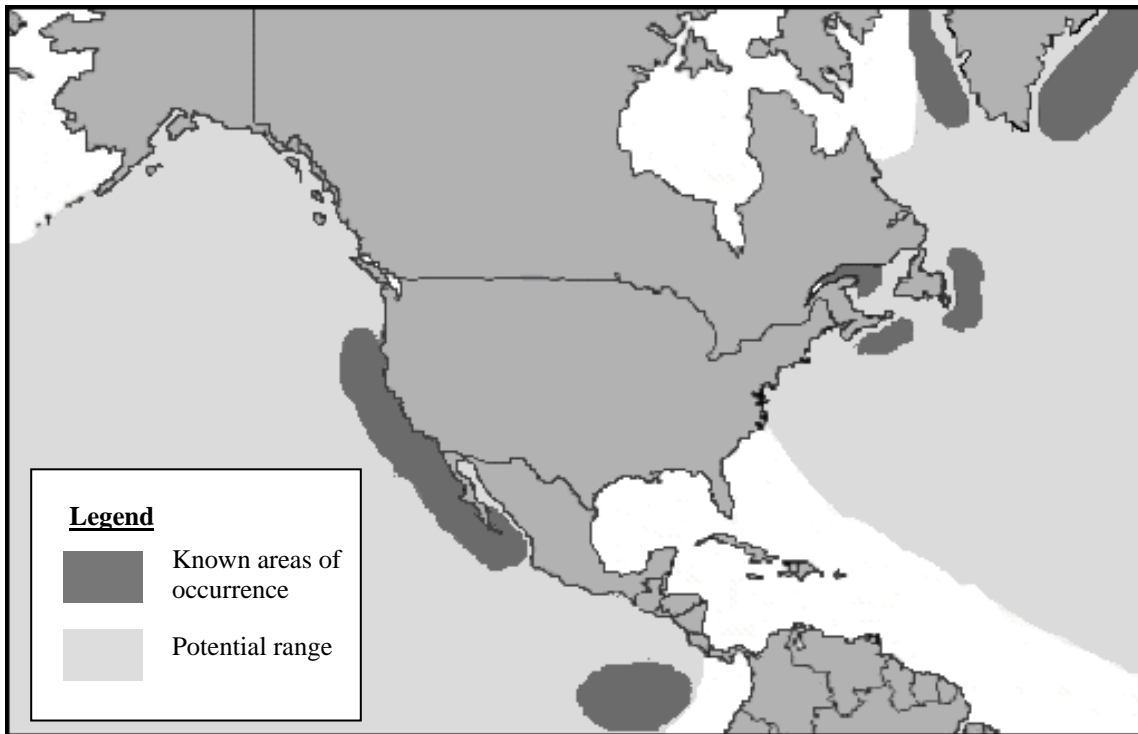 Legend
Known areas of
occurrence
Potential range